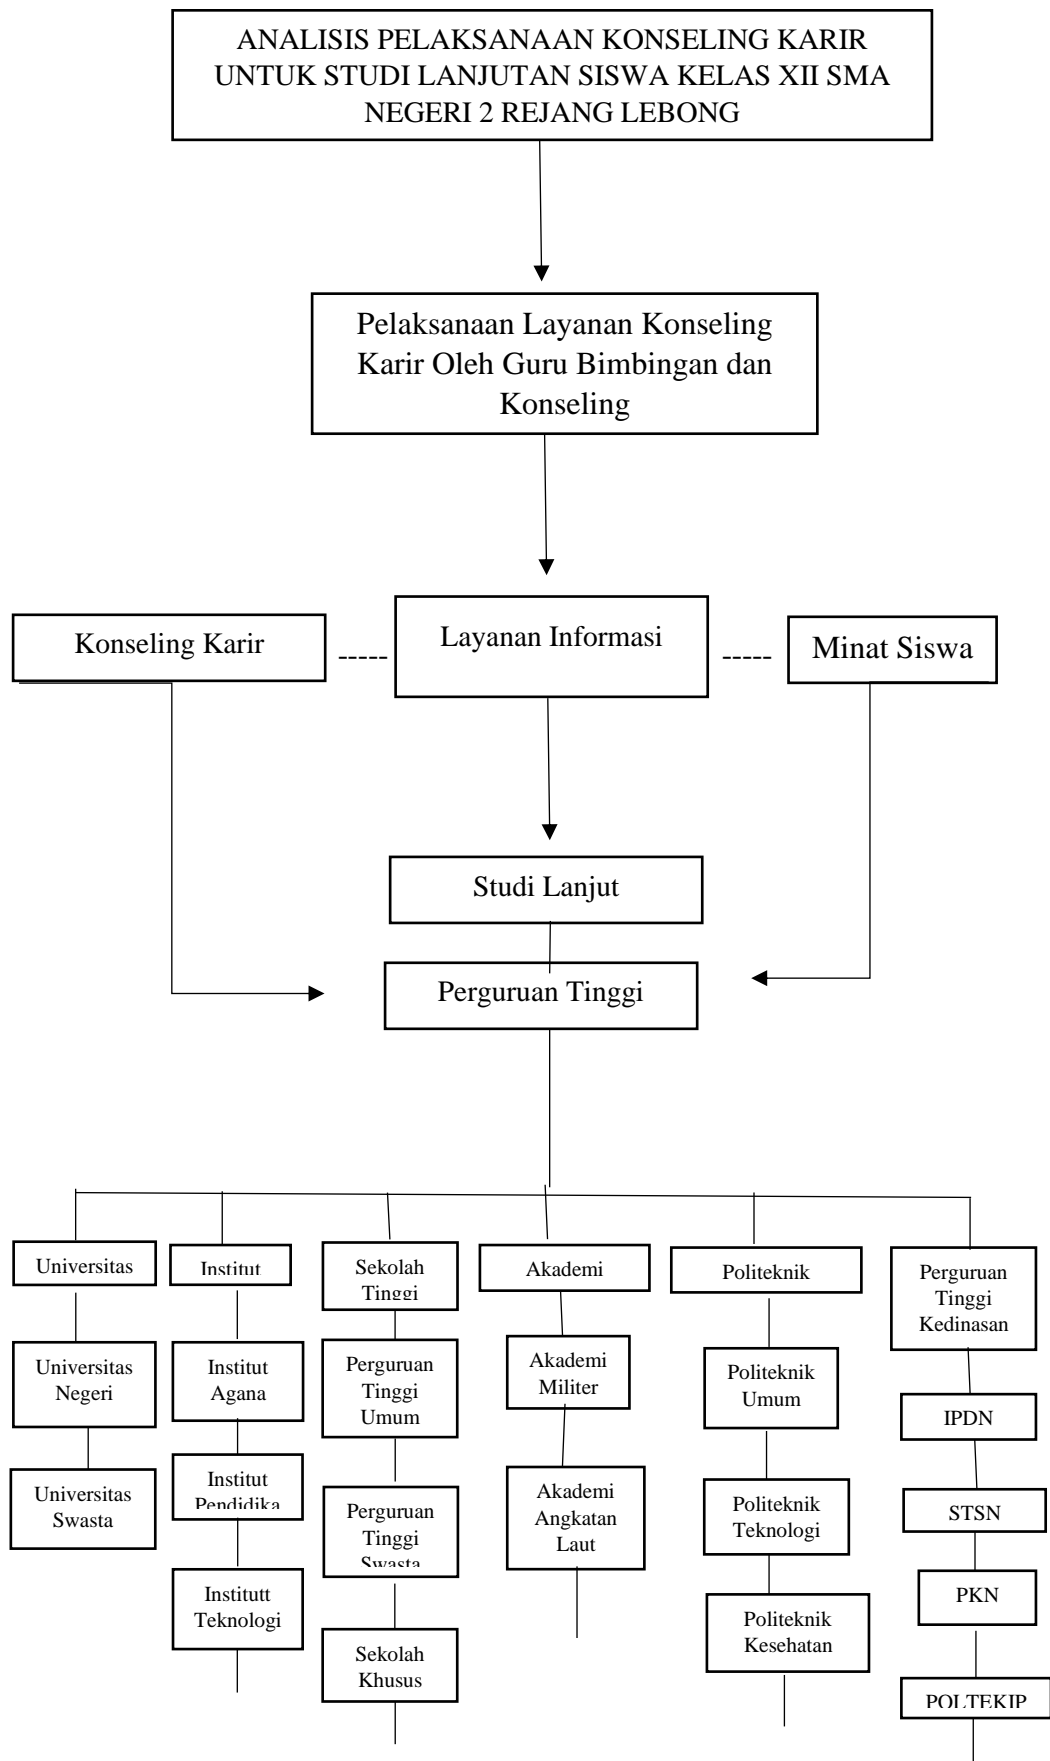 ANALISIS PELAKSANAAN KONSELING KARIR
UNTUK STUDI LANJUTAN SISWA KELAS XII SMA
NEGERI 2 REJANG LEBONG
Pelaksanaan Layanan Konseling
Karir Oleh Guru Bimbingan dan
Konseling
Konseling Karir
Layanan Informasi
Minat Siswa
Studi Lanjut
Perguruan Tinggi
Universitas
Universitas
Negeri
Universitas
Swasta
Institut
Institut
Agana
Institut
Pendidika
Institutt
Teknologi
Sekolah
Tinggi
Perguruan
Tinggi
Umum
Perguruan
Tinggi
Swasta
Sekolah
Khusus
Akademi
Akademi
Militer
Akademi
Angkatan
Laut
Politeknik
Politeknik
Umum
Politeknik
Teknologi
Politeknik
Kesehatan
Perguruan
Tinggi
Kedinasan
IPDN
STSN
PKN
POLTEKIP